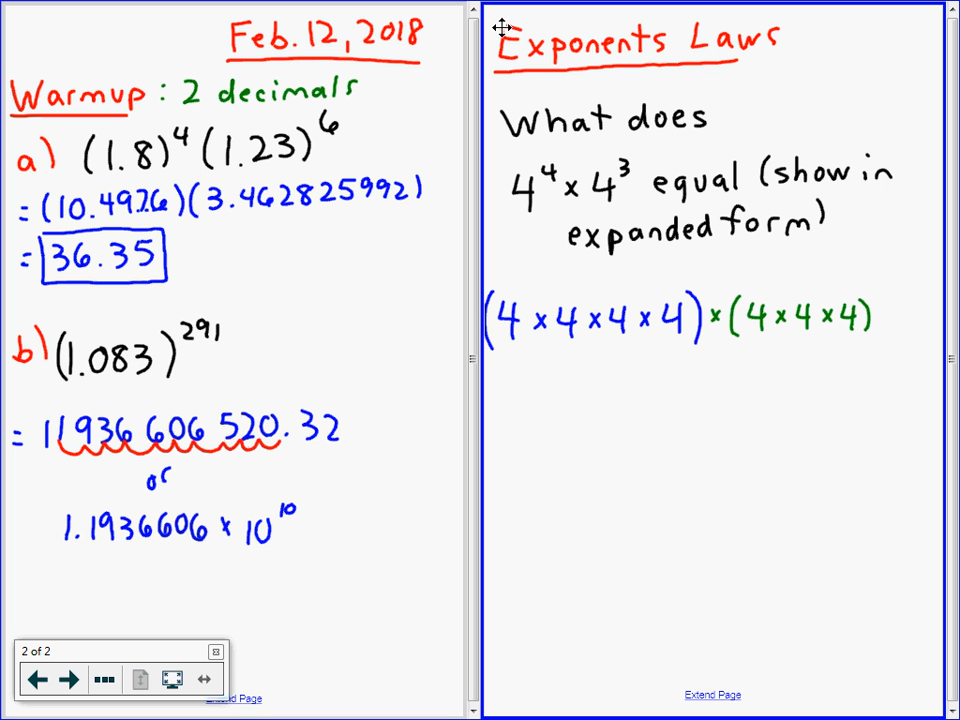 Feb. 12, 2018
Warmup : 2 decimals
a) (1.8)^4 (1.23)^6
= (10.4976)(3.462825992)
= 36.35
b) (1.083)^291
= 11936 606 520.32
or
1.1936606 × 10^10
2 of 2
Extend Page
Exponents Laws
What does
4^4 × 4^3 equal (show in
expanded form)
(4 × 4 × 4 × 4) × (4 × 4 × 4)
Extend Page